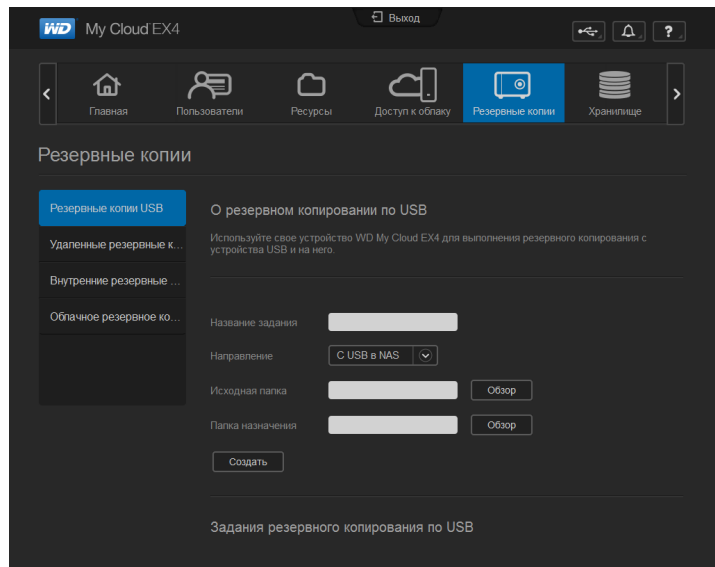 WD My Cloud EX4
Выход
?
Главная
Пользователи
Ресурсы
Доступ к облаку
Резервные копии
Хранилище
Резервные копии
Резервные копии USB
Удаленные резервные к...
Внутренние резервные ...
Облачное резервное ко...
О резервном копировании по USB
Используйте свое устройство WD My Cloud EX4 для выполнения резервного копирования с
устройства USB и на него.
Название задания
Направление
С USB в NAS
Исходная папка
Обзор
Папка назначения
Обзор
Создать
Задания резервного копирования по USB